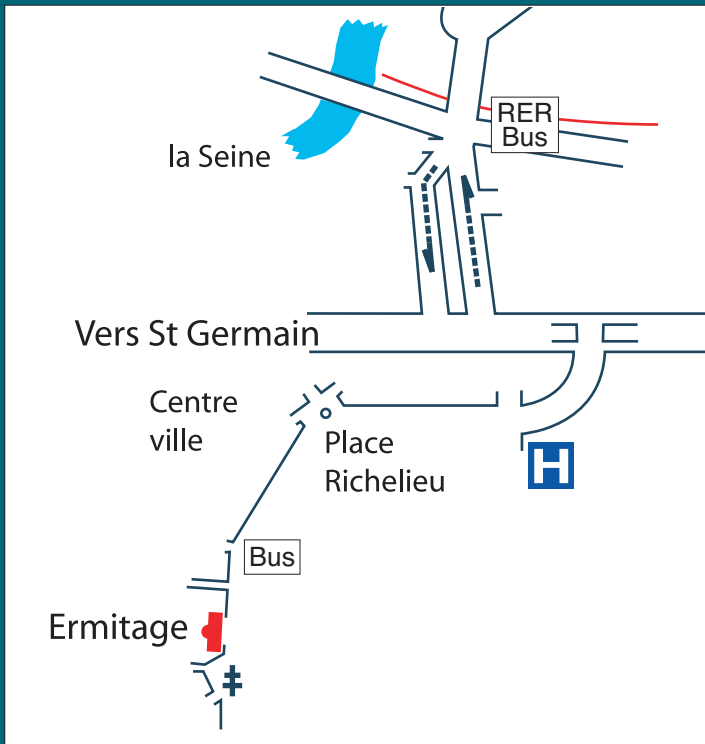 RER
Bus
la Seine
Vers St Germain
Centre
ville
Place
Richelieu
H
Bus
Ermitage